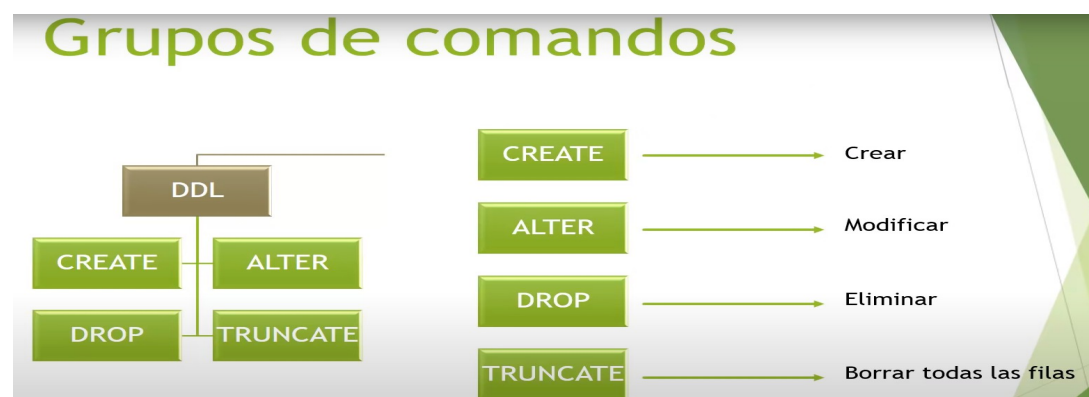 Grupos de comandos
DDL
CREATE
ALTER
DROP
TRUNCATE
CREATE
Crear
ALTER
Modificar
DROP
Eliminar
TRUNCATE
Borrar todas las filas